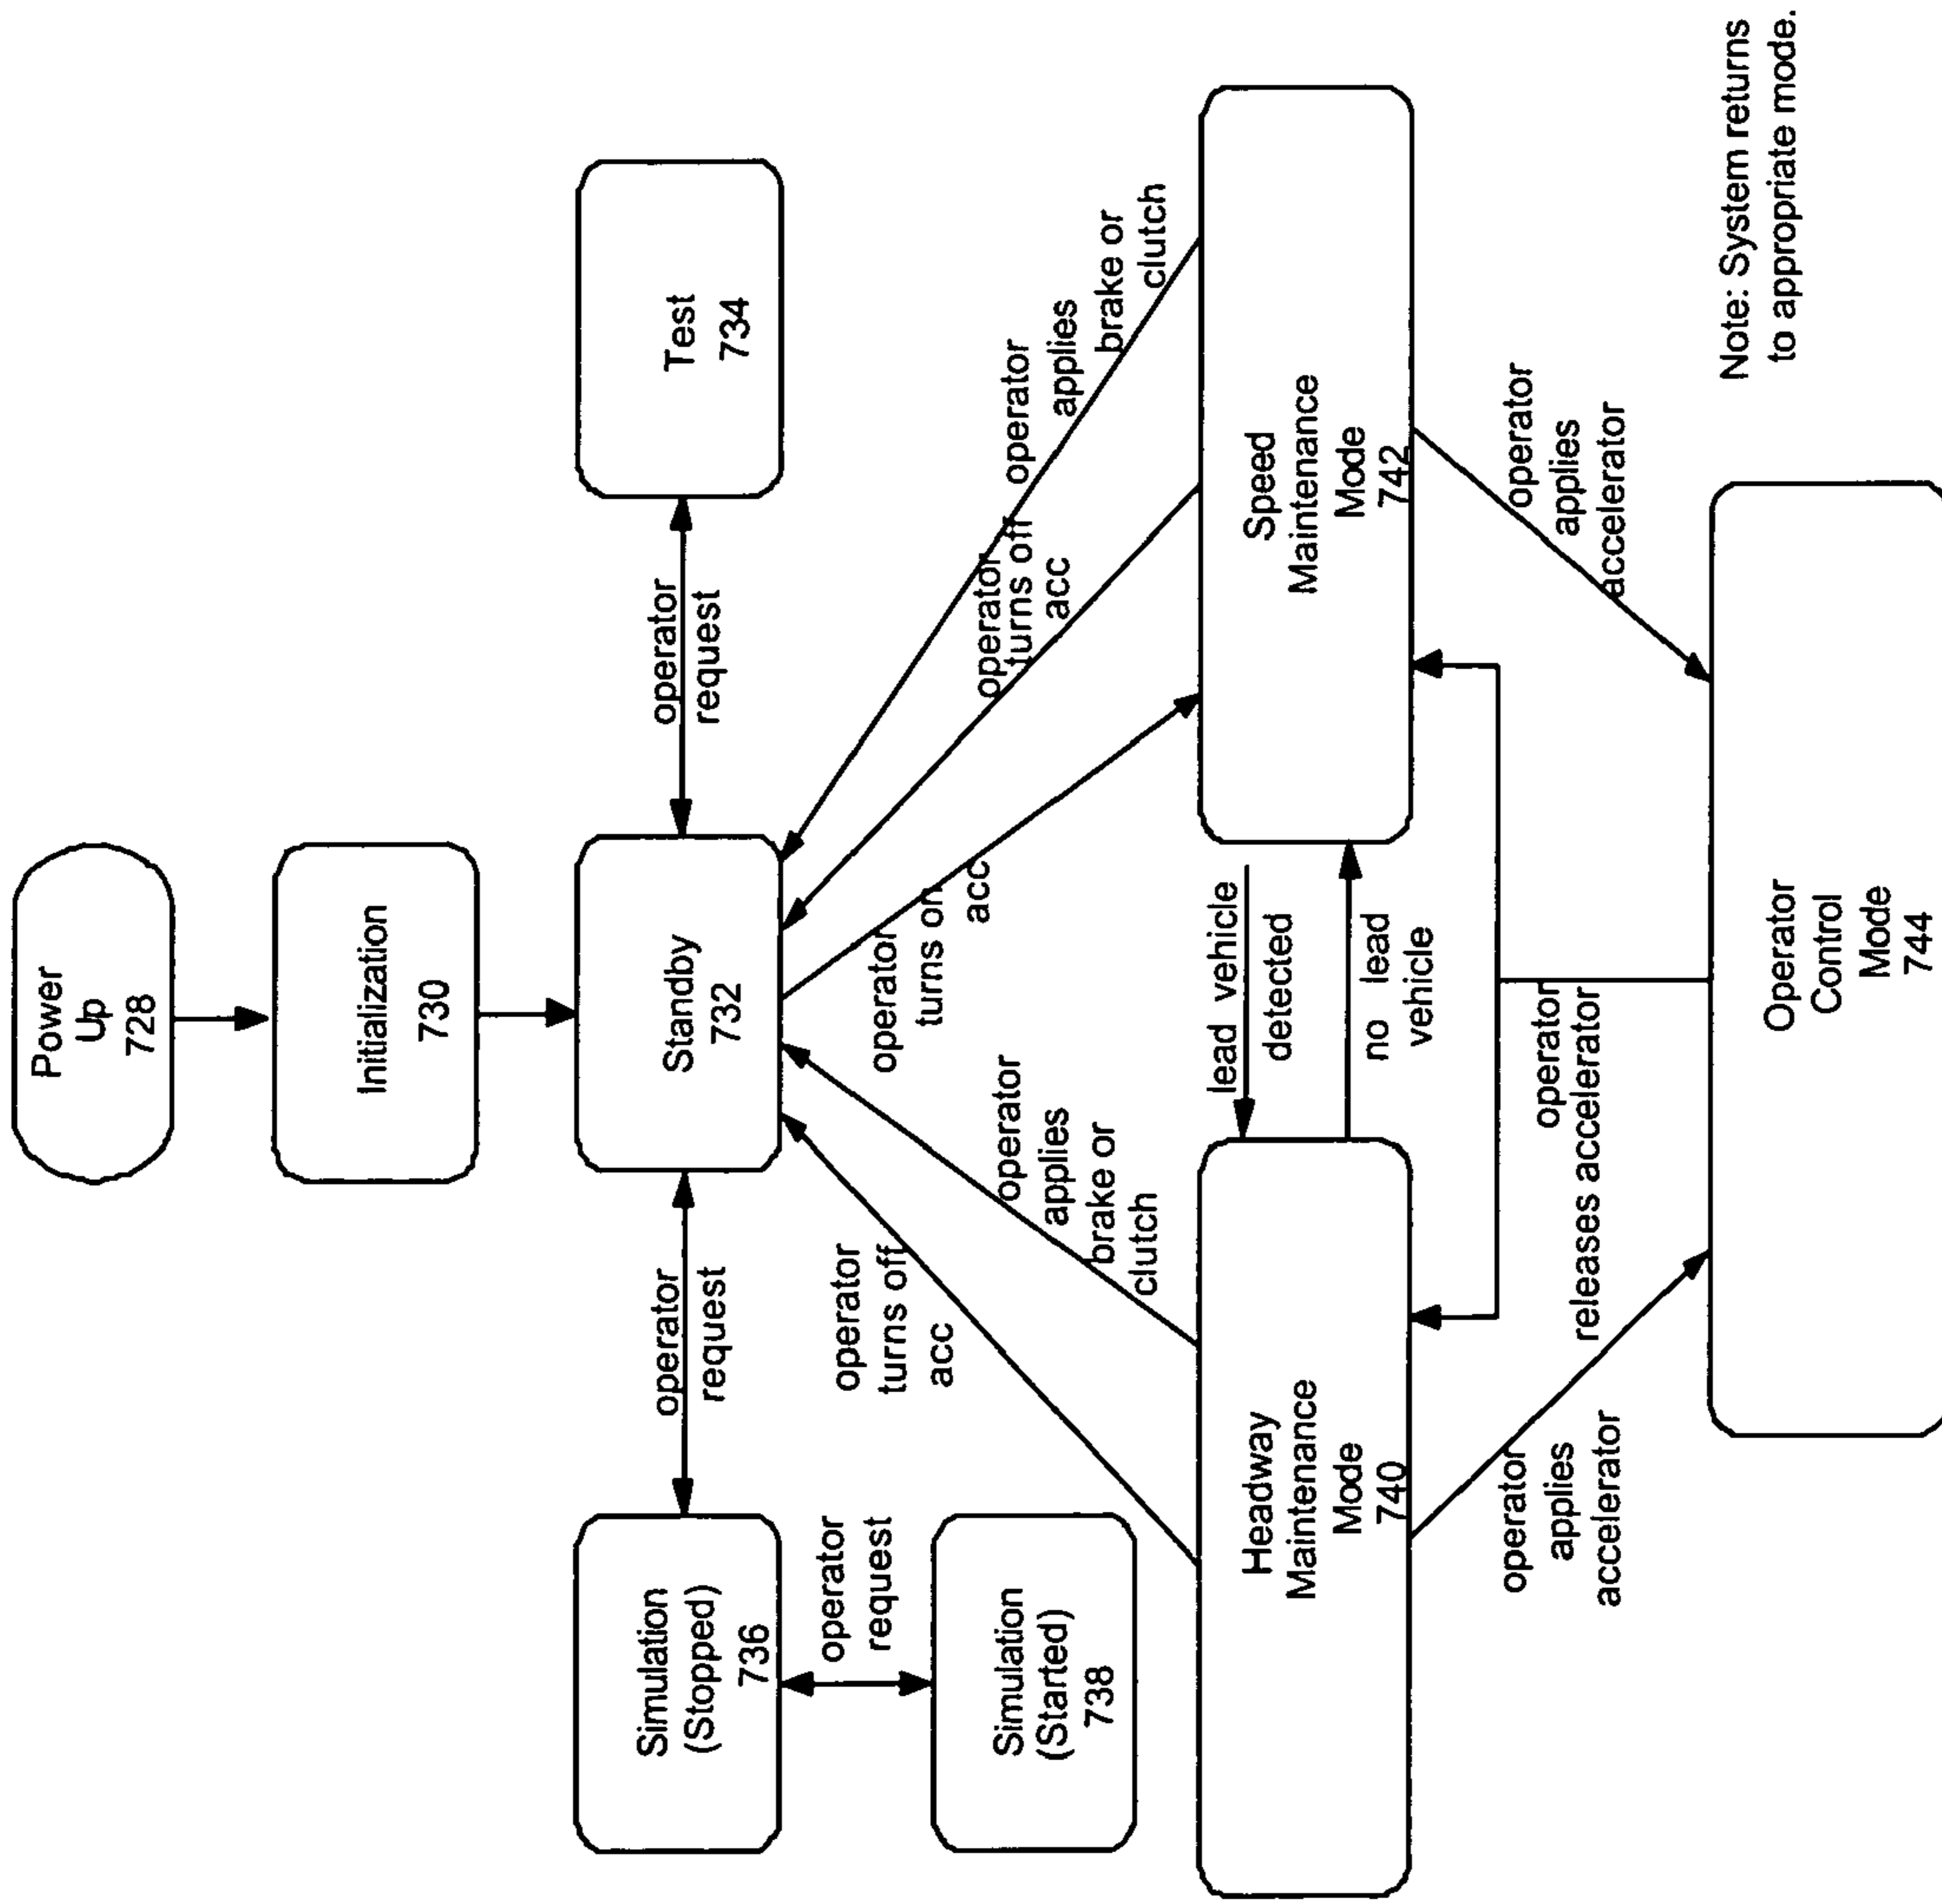 Power
Up
728
Initialization
730
Simulation
(Stopped)
736
operator
request
Standby
732
operator
request
Test
734
operator
request
Simulation
(Started)
738
operator
turns off
acc
operator
applies
brake or
clutch
operator
turns on
acc
operator
turns off
acc
operator
applies
brake or
clutch
Headway
Maintenance
Mode
740
lead vehicle
detected
no lead
vehicle
Speed
Maintenance
Mode
742
operator
applies
accelerator
operator
releases accelerator
operator
applies
accelerator
Operator
Control
Mode
744
Note: System returns
to appropriate mode.